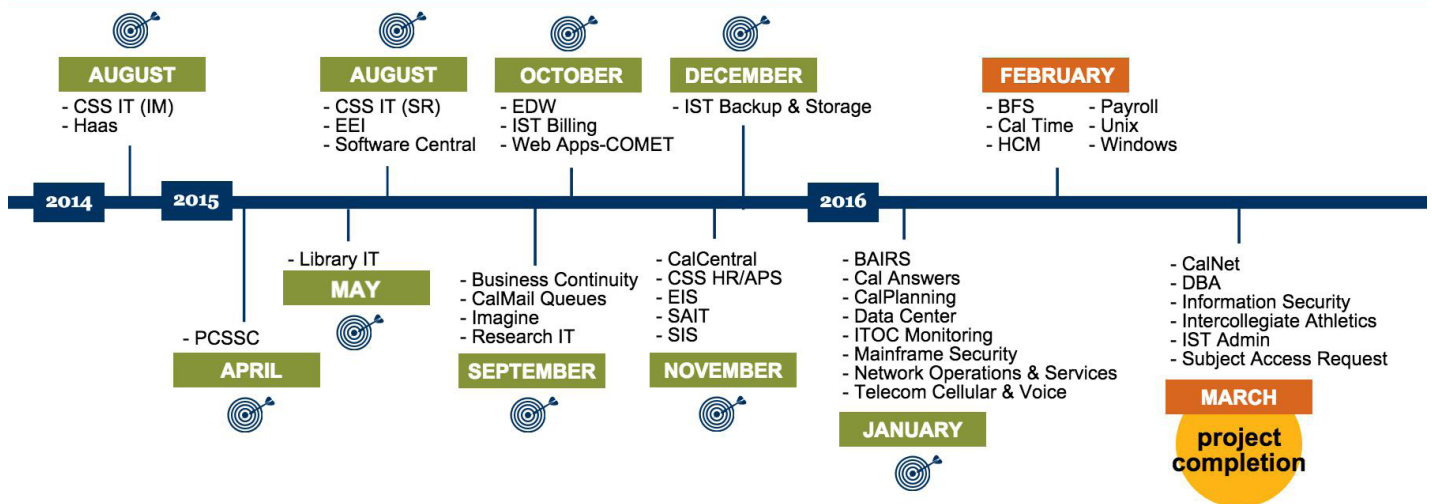 AUGUST
- CSS IT (IM)
- Haas
AUGUST
- CSS IT (SR)
- EEI
- Software Central
OCTOBER
- EDW
- IST Billing
- Web Apps-COMET
DECEMBER
- IST Backup & Storage
FEBRUARY
- BFS
- Cal Time
- HCM
- Payroll
- Unix
- Windows
2014
2015
2016
- PCSSC
APRIL
- Library IT
MAY
- Business Continuity
- CalMail Queues
- Imagine
- Research IT
SEPTEMBER
- CalCentral
- CSS HR/APS
- EIS
- SAIT
- SIS
NOVEMBER
- BAIRS
- Cal Answers
- CalPlanning
- Data Center
- ITOC Monitoring
- Mainframe Security
- Network Operations & Services
- Telecom Cellular & Voice
JANUARY
- CalNet
- DBA
- Information Security
- Intercollegiate Athletics
- IST Admin
- Subject Access Request
MARCH
project
completion